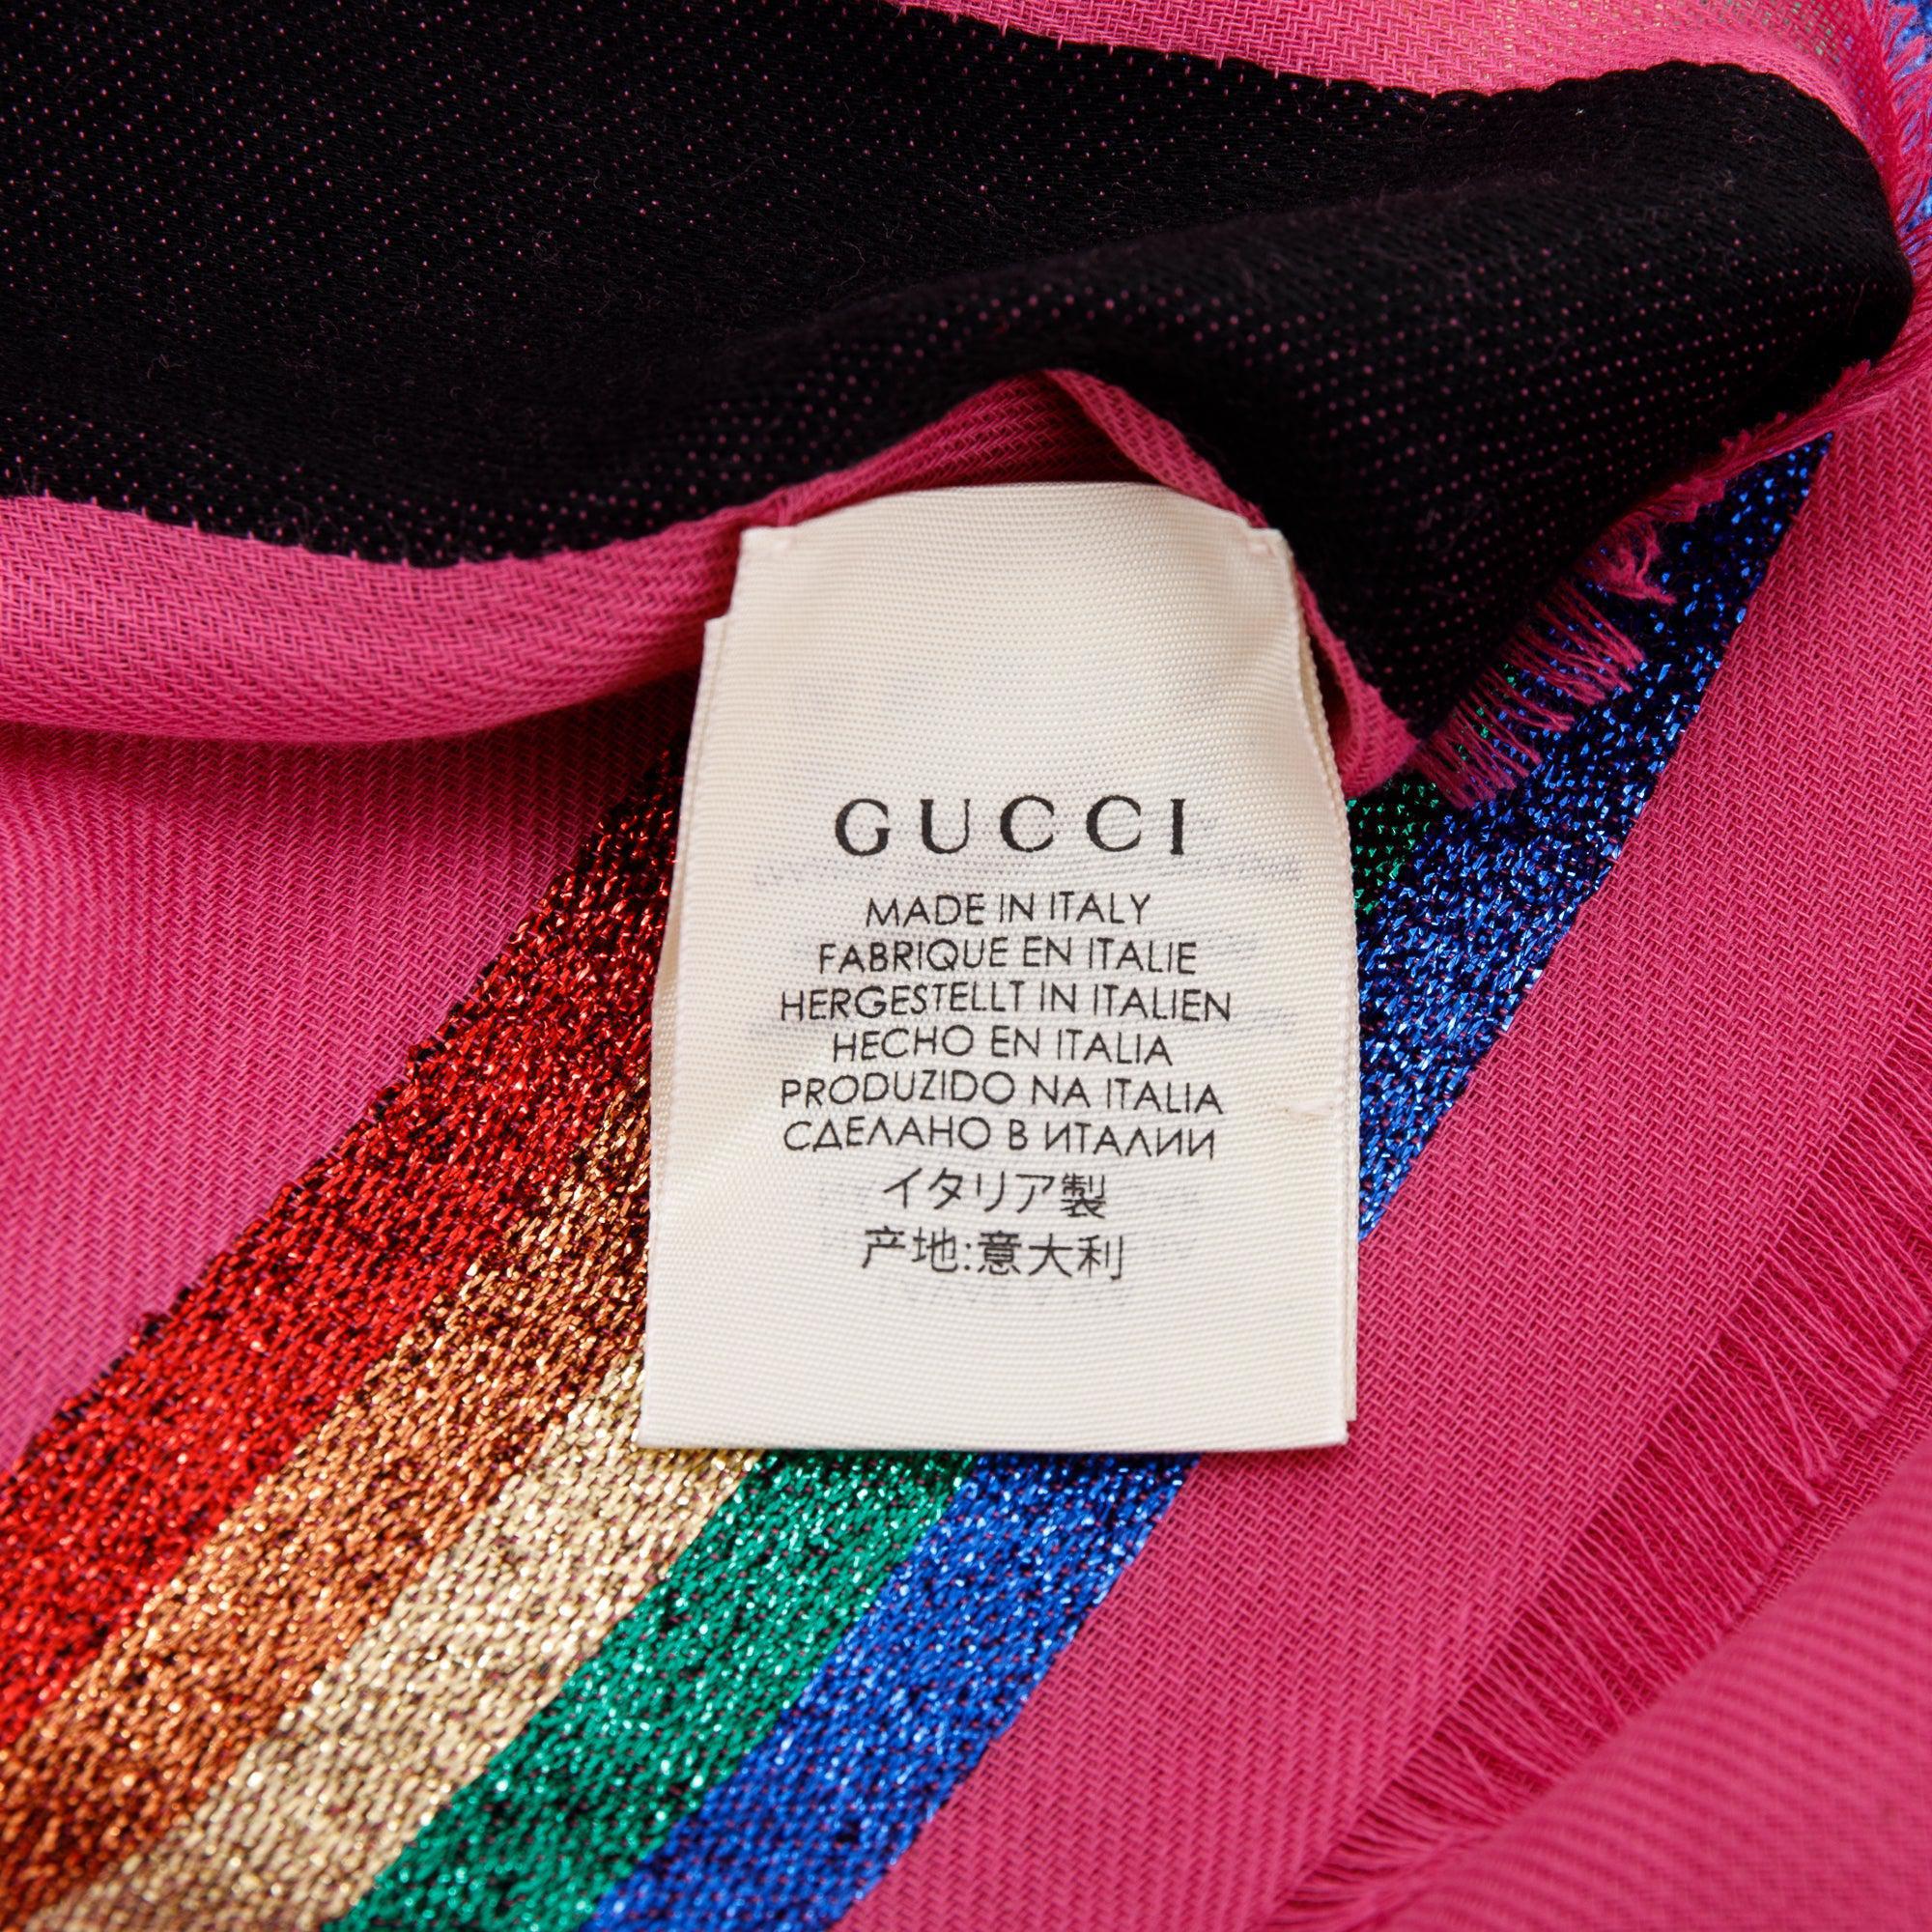 GUCCI
MADE IN ITALY
FABRIQUE EN ITALIE
HERGESTELLT IN ITALIEN
HECHO EN ITALIA
PRODUZIDO NA ITALIA
СДЕЛАНО В ИТАЛИИ
イタリア製
产地:意大利